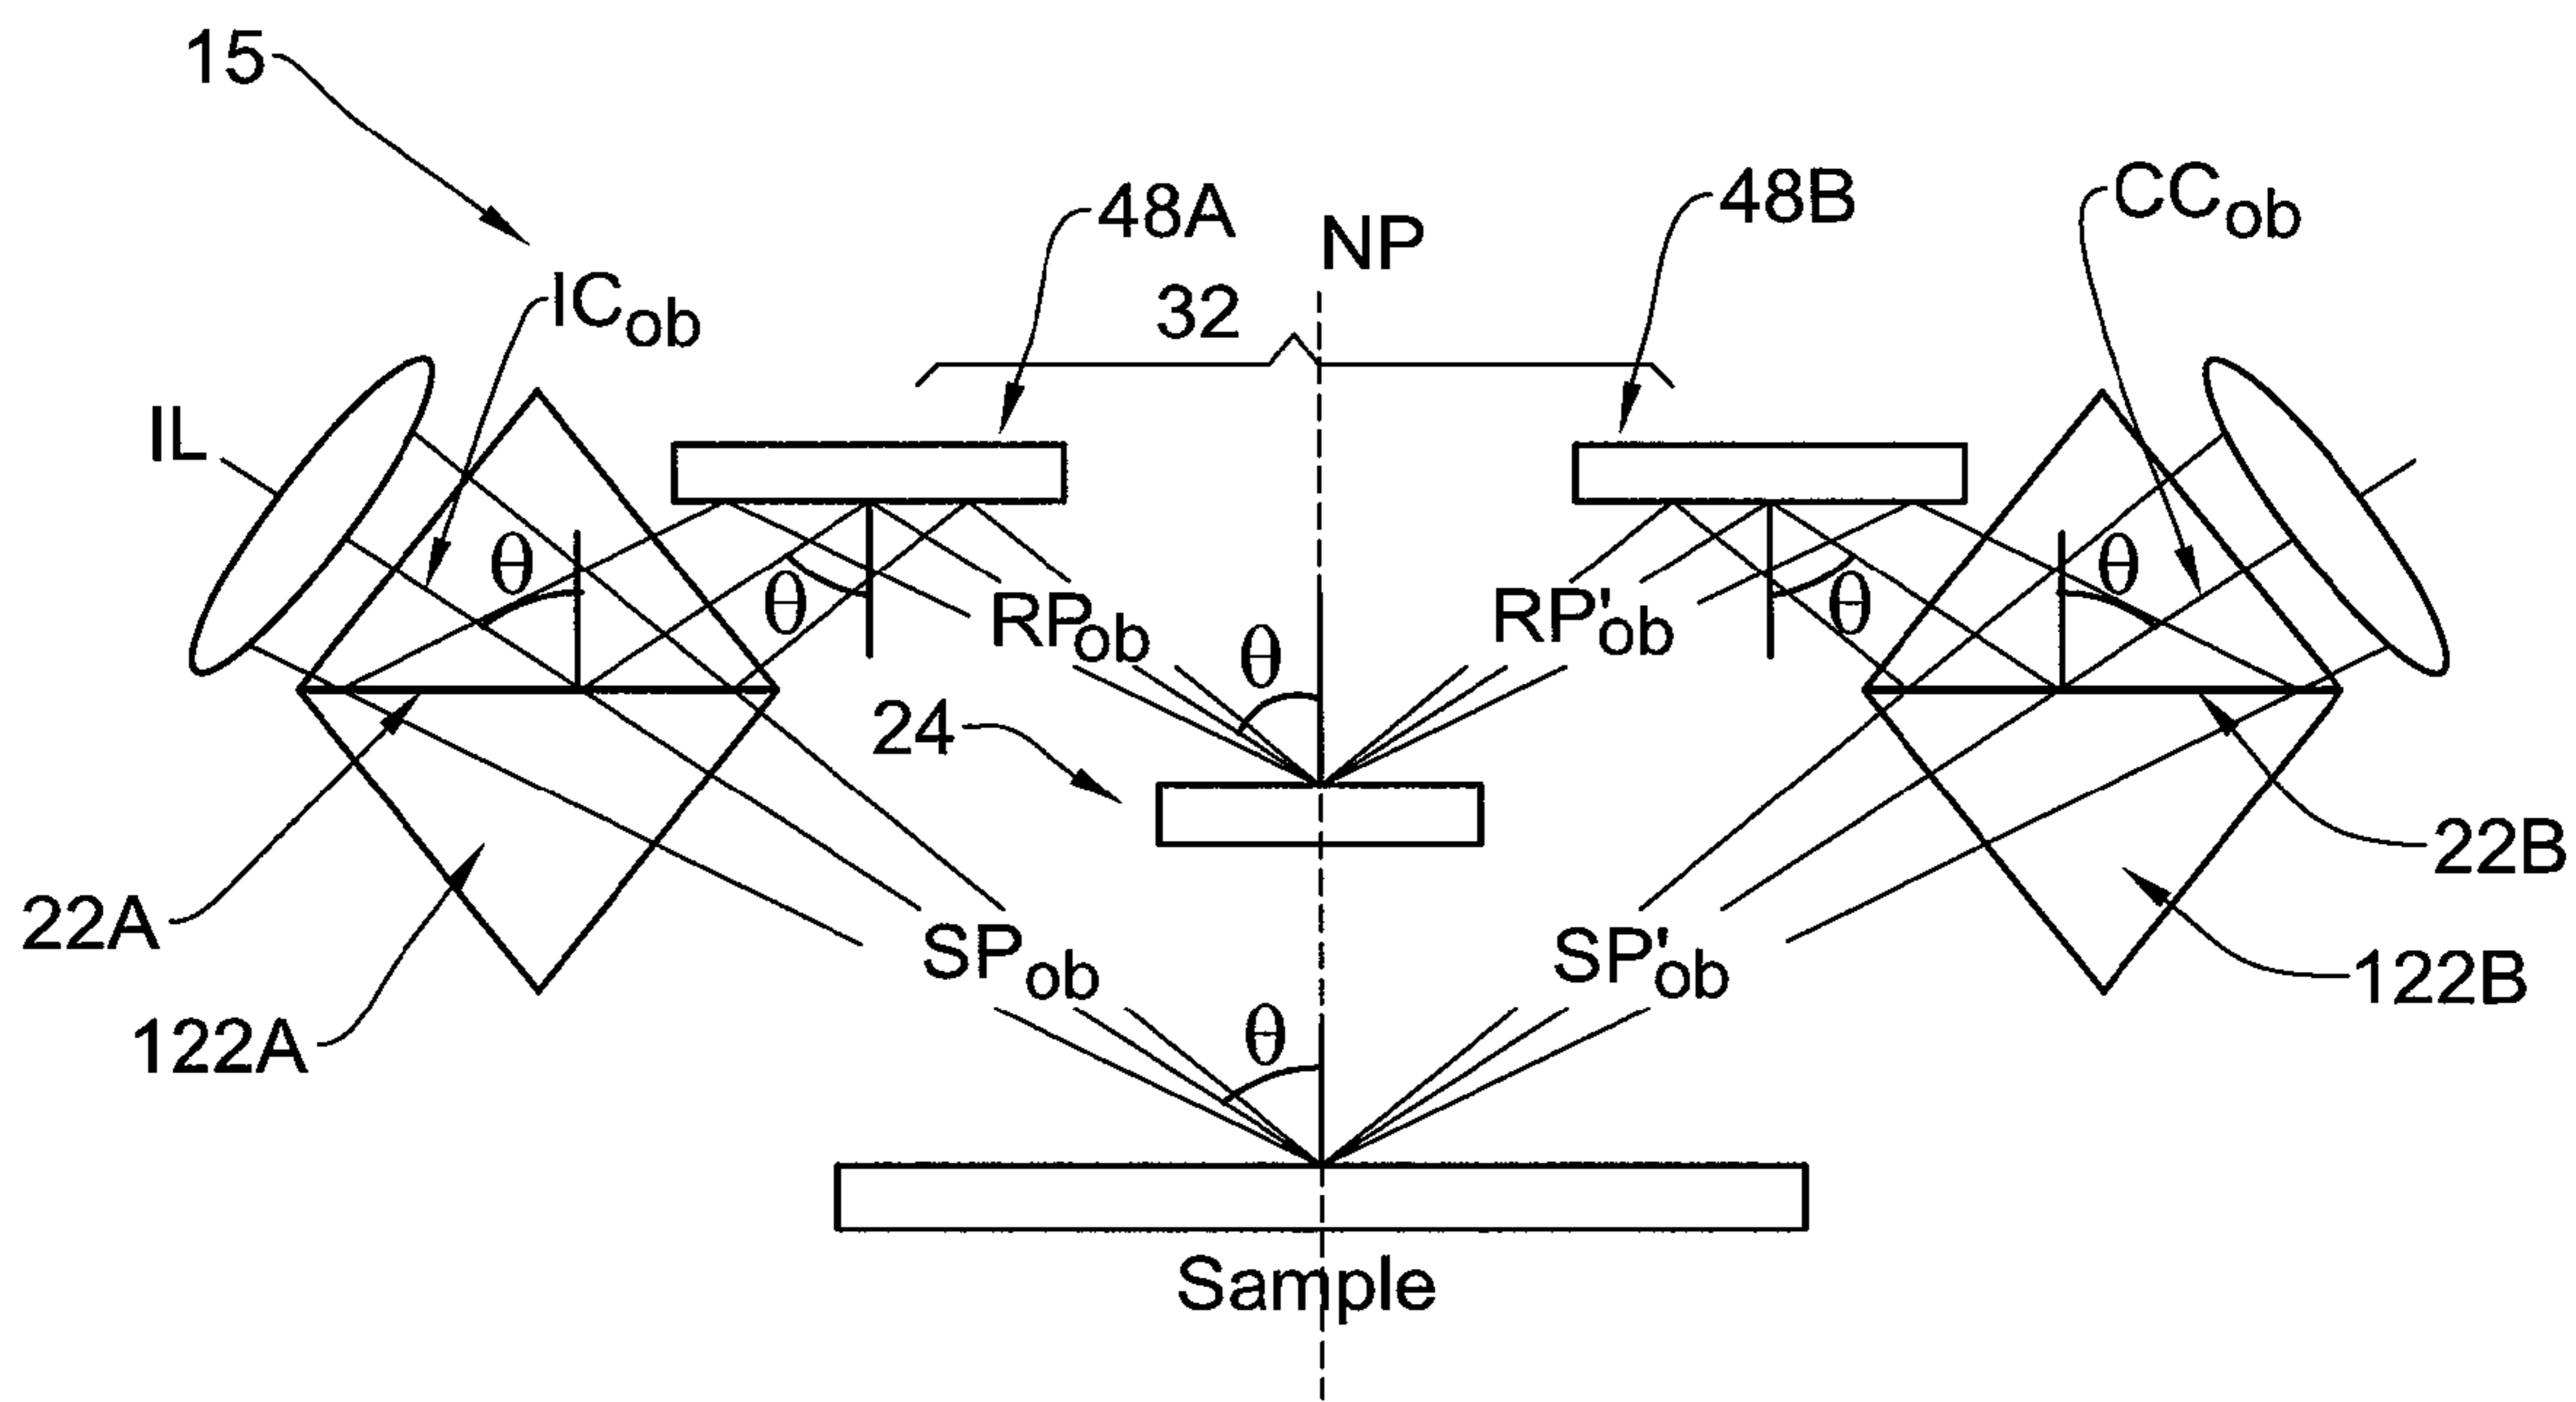 15
48A
NP
48B
CCob
32
ICob
IL
θ
θ
θ
θ
RPob
RP'ob
θ
24
22A
22B
SPob
SP'ob
122A
122B
θ
Sample